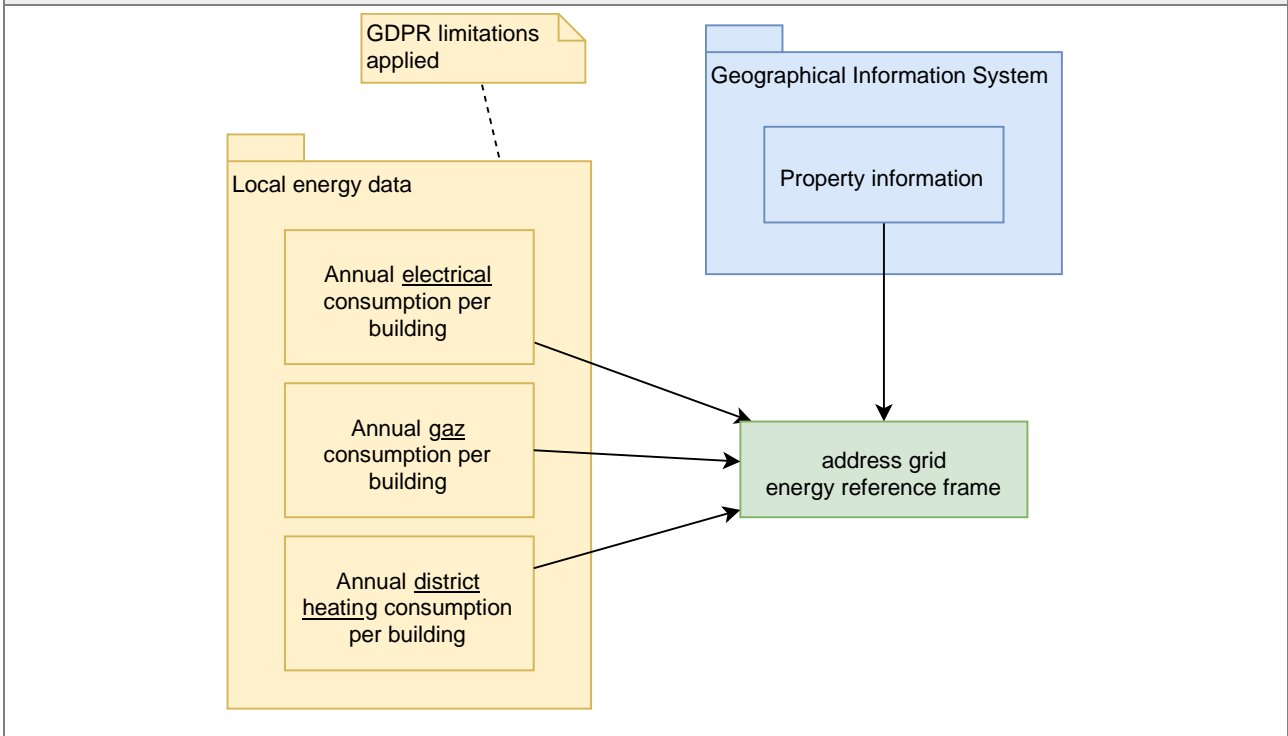 GDPR limitations
applied
Geographical Information System
Property information
Local energy data
Annual electrical
consumption per
building
Annual gaz
consumption per
building
Annual district
heating consumption
per building
address grid
energy reference frame